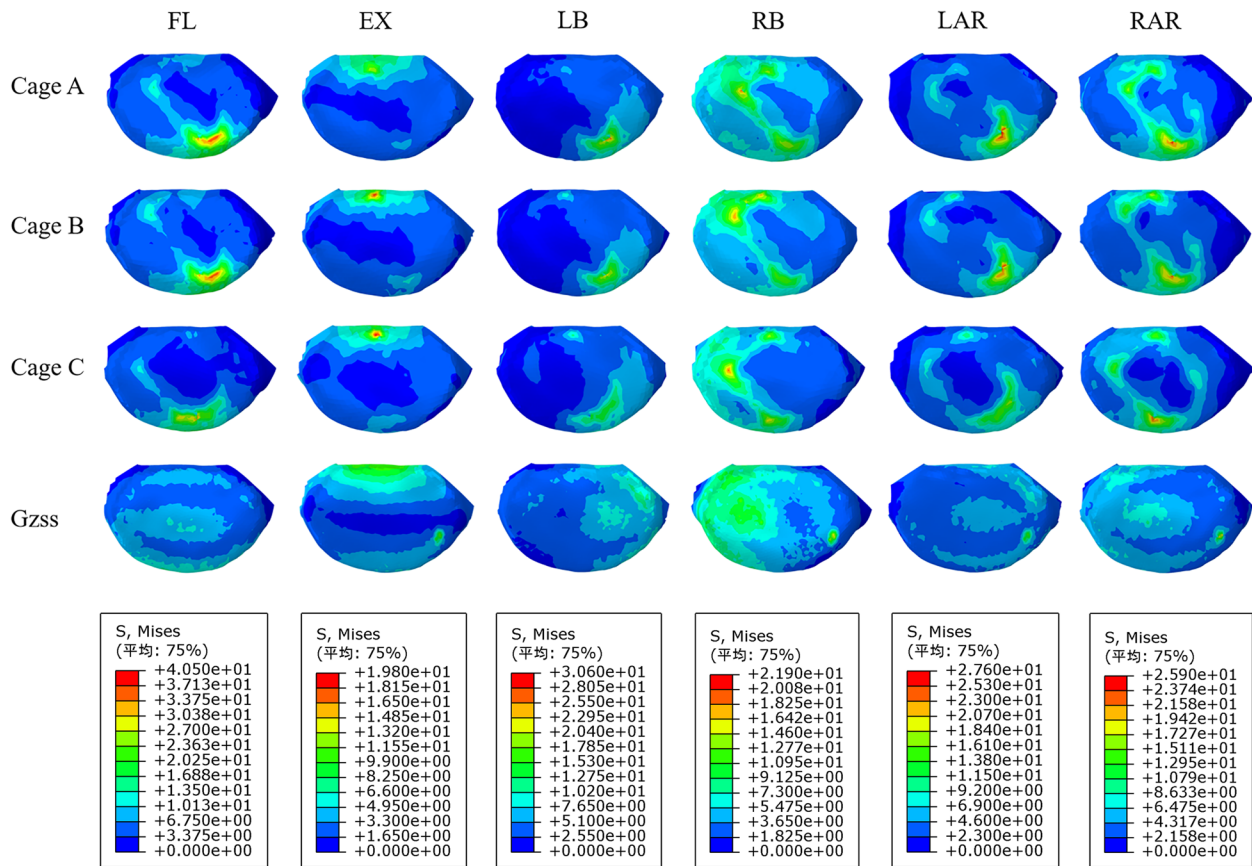 FL EX LB RB LAR RAR
Cage A
Cage B
Cage C
Gzss
S, Mises
(平均: 75%)
+4.050e+01
+3.713e+01
+3.375e+01
+3.038e+01
+2.700e+01
+2.363e+01
+2.025e+01
+1.688e+01
+1.350e+01
+1.013e+01
+6.750e+00
+3.375e+00
+0.000e+00
S, Mises
(平均: 75%)
+1.980e+01
+1.815e+01
+1.650e+01
+1.485e+01
+1.320e+01
+1.155e+01
+9.900e+00
+8.250e+00
+6.600e+00
+4.950e+00
+3.300e+00
+1.650e+00
+0.000e+00
S, Mises
(平均: 75%)
+3.060e+01
+2.805e+01
+2.550e+01
+2.295e+01
+2.040e+01
+1.785e+01
+1.530e+01
+1.275e+01
+1.020e+01
+7.650e+00
+5.100e+00
+2.550e+00
+0.000e+00
S, Mises
(平均: 75%)
+2.190e+01
+2.008e+01
+1.825e+01
+1.642e+01
+1.460e+01
+1.277e+01
+1.095e+01
+9.125e+00
+7.300e+00
+5.475e+00
+3.650e+00
+1.825e+00
+0.000e+00
S, Mises
(平均: 75%)
+2.760e+01
+2.530e+01
+2.300e+01
+2.070e+01
+1.840e+01
+1.610e+01
+1.380e+01
+1.150e+01
+9.200e+00
+6.900e+00
+4.600e+00
+2.300e+00
+0.000e+00
S, Mises
(平均: 75%)
+2.590e+01
+2.374e+01
+2.158e+01
+1.942e+01
+1.727e+01
+1.511e+01
+1.295e+01
+1.079e+01
+8.633e+00
+6.475e+00
+4.317e+00
+2.158e+00
+0.000e+00